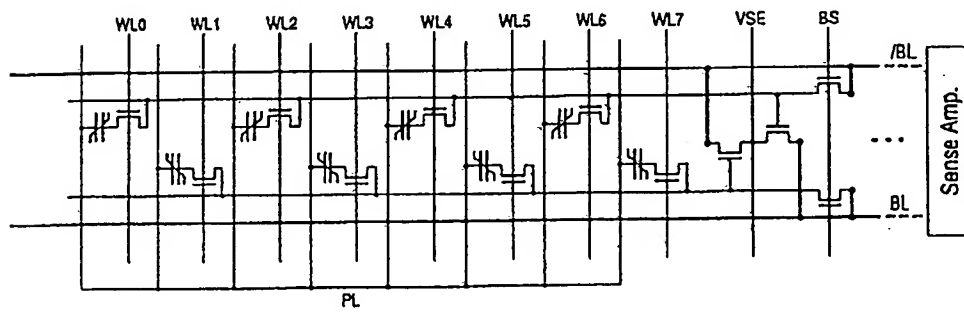 WL0 WL1 WL2 WL3 WL4 WL5 WL6 WL7 VSE BS
/BL
BL
Sense Amp.
PL